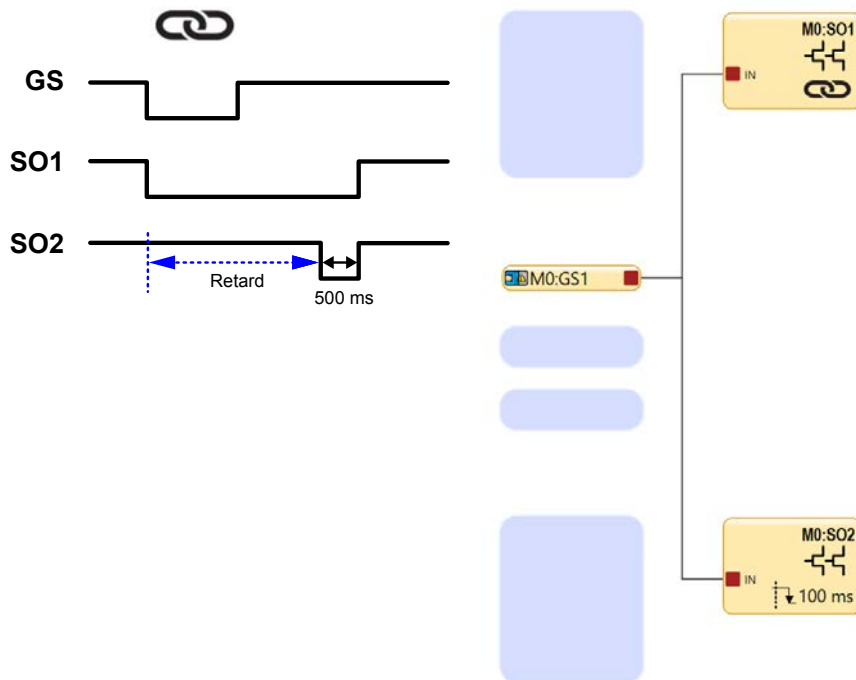 GS
SO1
SO2
Retard
500 ms
M0:SO1
IN
M0:GS1
M0:SO2
IN
100 ms